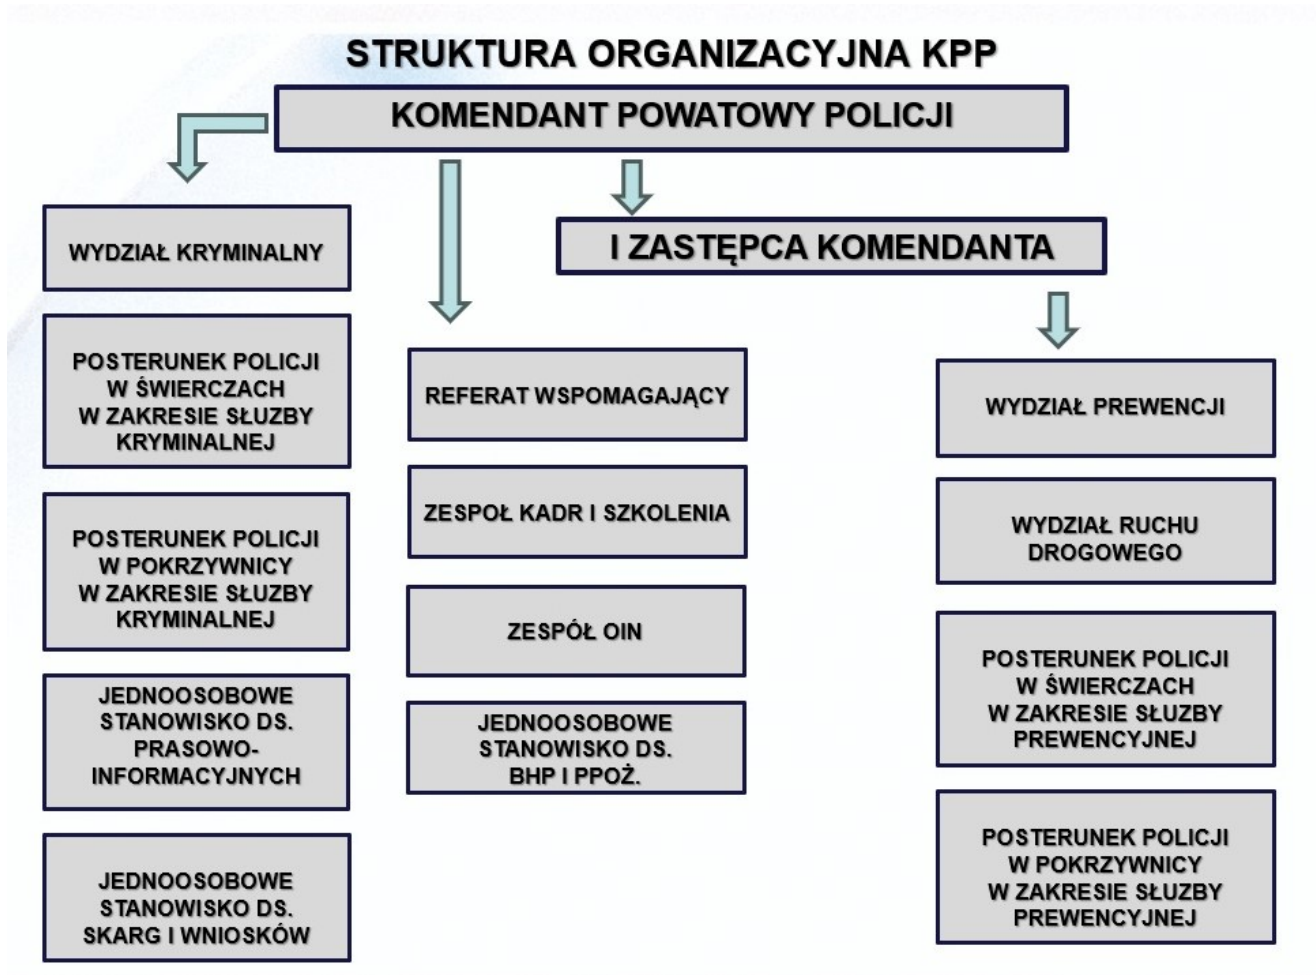 STRUKTURA ORGANIZACYJNA KPP
KOMENDANT POWATOWY POLICJI
I ZASTĘPCA KOMENDANTA
WYDZIAŁ KRYMINALNY
POSTERUNEK POLICJI
W ŚWIERCZACH
W ZAKRESIE SŁUZBY
KRYMINALNEJ
POSTERUNEK POLICJI
W POKRZYWNICY
W ZAKRESIE SŁUZBY
KRYMINALNEJ
JEDNOOSOBOWE
STANOWISKO DS.
PRASOWO-
INFORMACYJNYCH
JEDNOOSOBOWE
STANOWISKO DS.
SKARG I WNIOSKÓW
REFERAT WSPOMAGAJĄCY
ZESPOŁ KADR I SZKOLENIA
ZESPÓŁ OIN
JEDNOOSOBOWE
STANOWISKO DS.
BHP I PPOŻ.
WYDZIAŁ PREWENCJI
WYDZIAŁ RUCHU
DROGOWEGO
POSTERUNEK POLICJI
W ŚWIERCZACH
W ZAKRESIE SŁUZBY
PREWENCYJNEJ
POSTERUNEK POLICJI
W POKRZYWNICY
W ZAKRESIE SŁUZBY
PREWENCYJNEJ